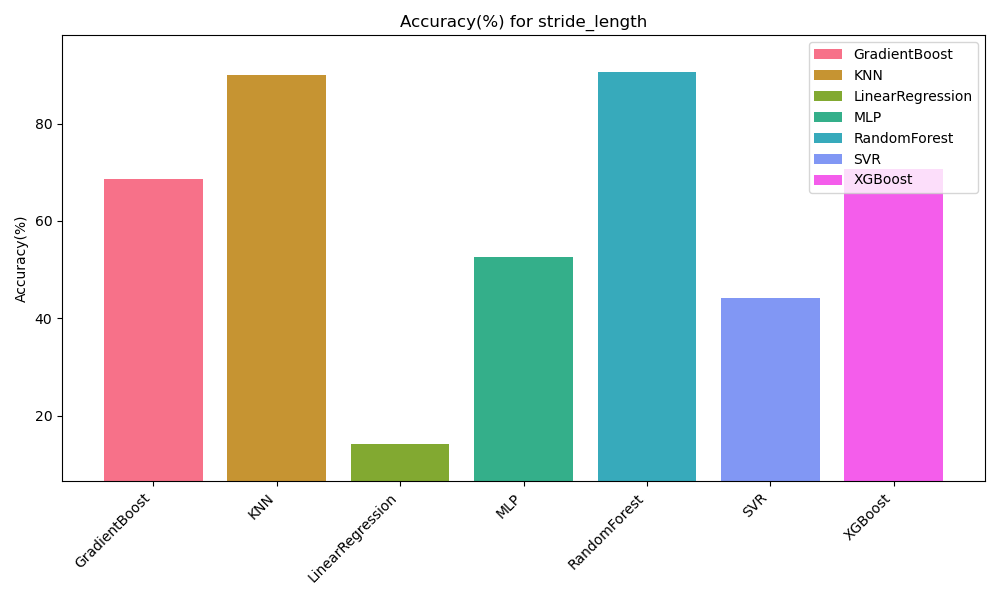 Accuracy(%) for stride_length
GradientBoost
KNN
LinearRegression
MLP
RandomForest
SVR
XGBoost
Accuracy(%)
80
60
40
20
GradientBoost
KNN
LinearRegression
MLP
RandomForest
SVR
XGBoost